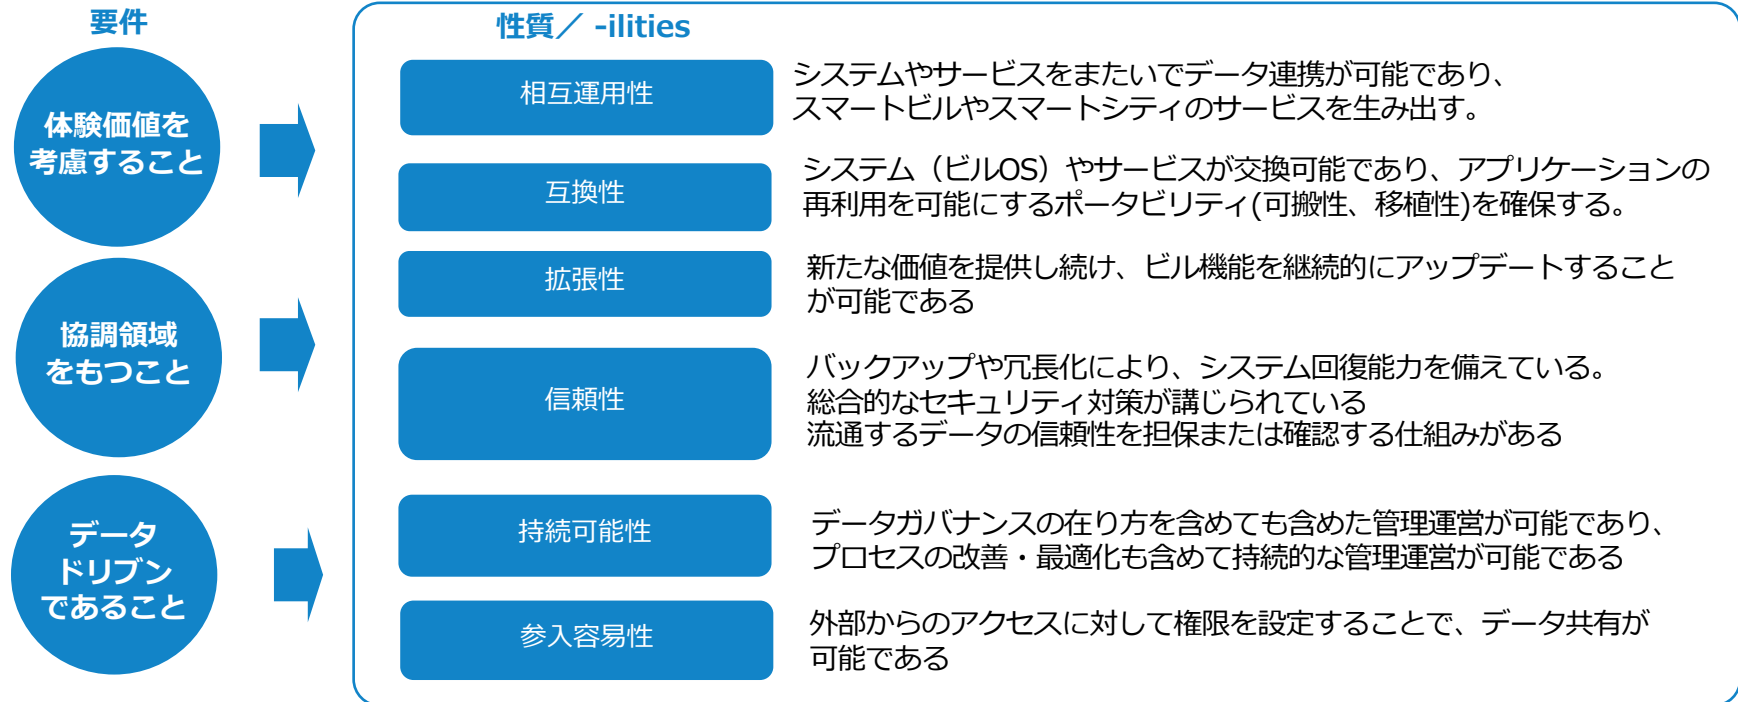 要件
体験価値を
考慮すること
協調領域
をもつこと
データ
ドリブン
であること
性質／ -ilities
相互運用性
システムやサービスをまたいでデータ連携が可能であり、
スマートビルやスマートシティのサービスを生み出す。
互換性
システム（ビルOS）やサービスが交換可能であり、アプリケーションの
再利用を可能にするポータビリティ(可搬性、移植性)を確保する。
拡張性
新たな価値を提供し続け、ビル機能を継続的にアップデートすること
が可能である
信頼性
バックアップや冗長化により、システム回復能力を備えている。
総合的なセキュリティ対策が講じられている
流通するデータの信頼性を担保または確認する仕組みがある
持続可能性
データガバナンスの在り方を含めても含めた管理運営が可能であり、
プロセスの改善・最適化も含めて持続的な管理運営が可能である
参入容易性
外部からのアクセスに対して権限を設定することで、データ共有が
可能である